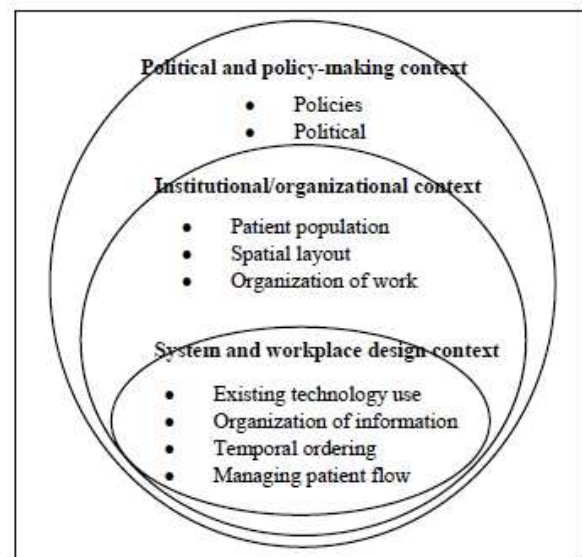 Political and policy-making context
• Policies
• Political
Institutional/organizational context
• Patient population
• Spatial layout
• Organization of work
System and workplace design context
• Existing technology use
• Organization of information
• Temporal ordering
• Managing patient flow